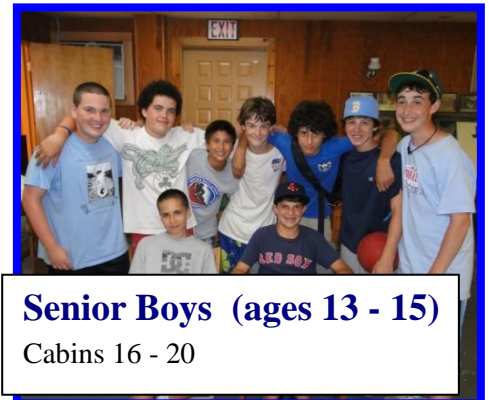 EXIT
B
DC
RED SOX
Senior Boys (ages 13 - 15)
Cabins 16 - 20